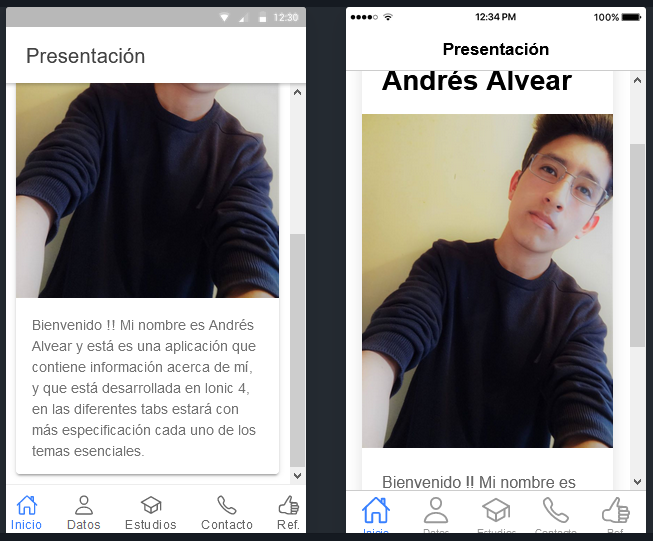 12:30
Presentación
Bienvenido !! Mi nombre es Andrés
Alvear y está es una aplicación que
contiene información acerca de mí,
y que está desarrollada en Ionic 4,
en las diferentes tabs estará con
más especificación cada uno de los
temas esenciales.
Inicio Datos Estudios Contacto Ref.
12:34 PM 100%
Presentación
Andrés Alvear
Bienvenido !! Mi nombre es
Inicio Datos Estudios Contacto Ref.